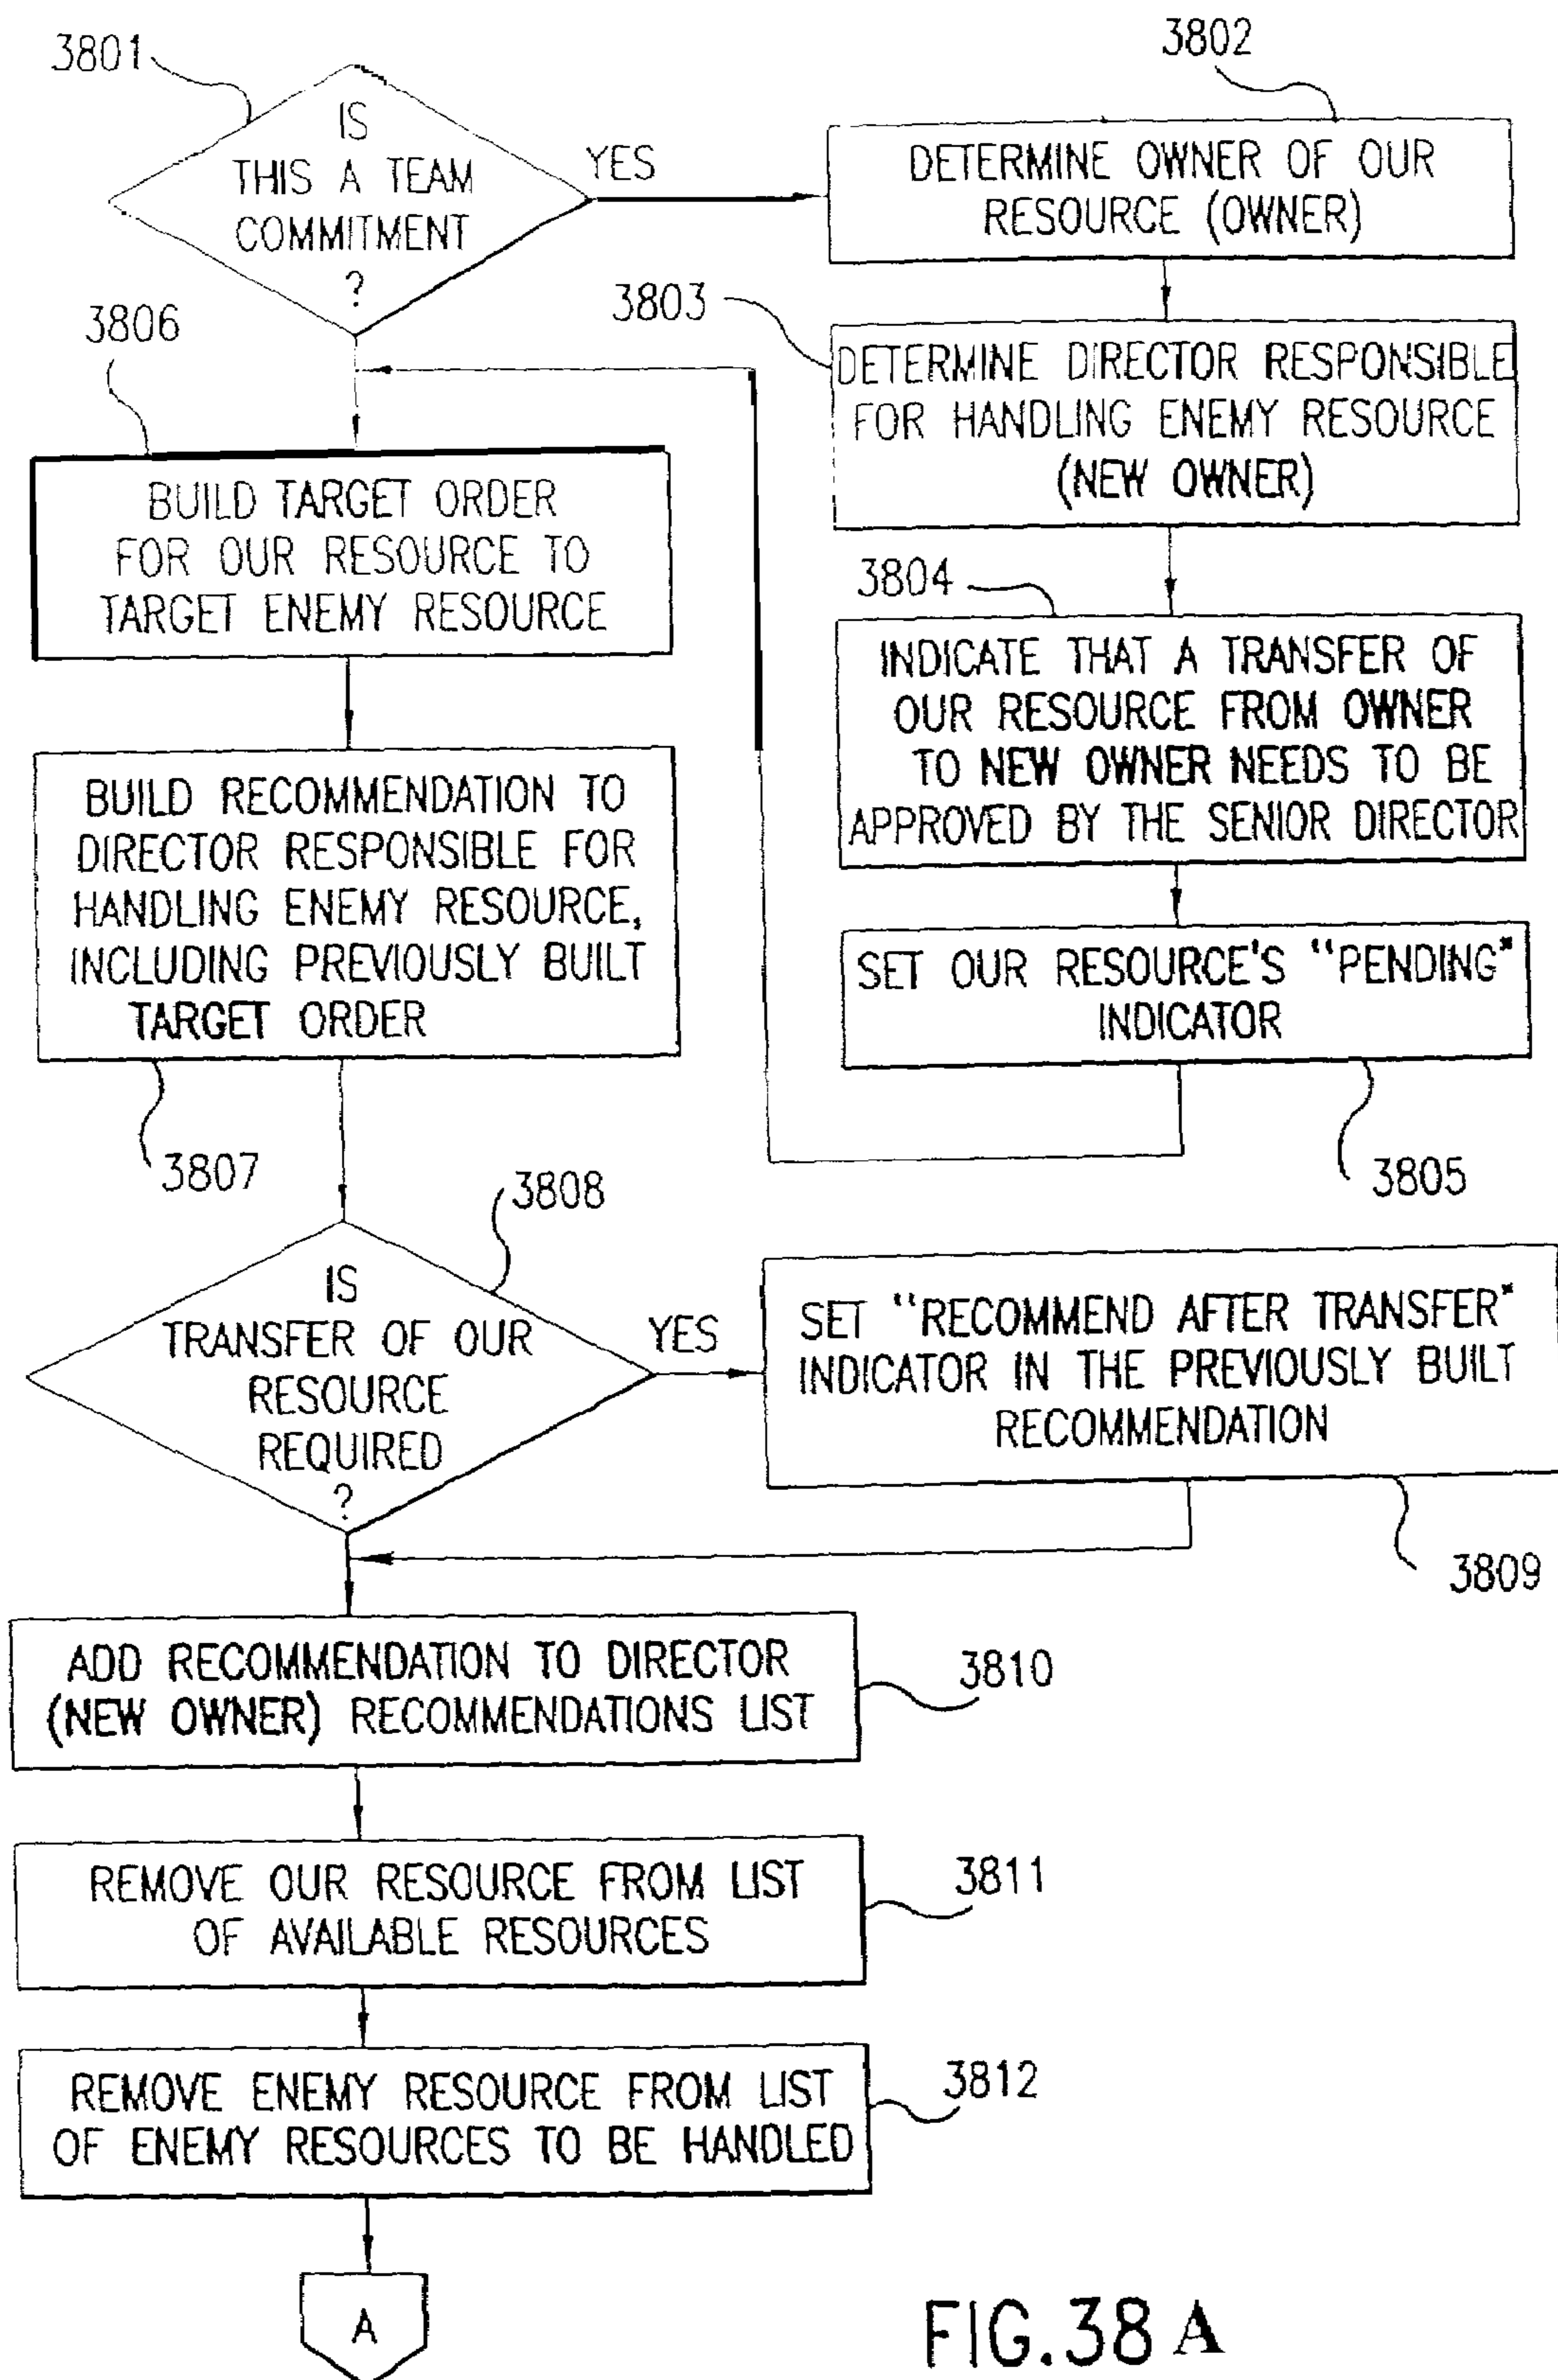 3801
IS
THIS A TEAM
COMMITMENT
?
YES
3802
DETERMINE OWNER OF OUR
RESOURCE (OWNER)
3803
DETERMINE DIRECTOR RESPONSIBLE
FOR HANDLING ENEMY RESOURCE
(NEW OWNER)
3804
INDICATE THAT A TRANSFER OF
OUR RESOURCE FROM OWNER
TO NEW OWNER NEEDS TO BE
APPROVED BY THE SENIOR DIRECTOR
SET OUR RESOURCE'S "PENDING"
INDICATOR
3805
3806
BUILD TARGET ORDER
FOR OUR RESOURCE TO
TARGET ENEMY RESOURCE
BUILD RECOMMENDATION TO
DIRECTOR RESPONSIBLE FOR
HANDLING ENEMY RESOURCE,
INCLUDING PREVIOUSLY BUILT
TARGET ORDER
3807
3808
IS
TRANSFER OF OUR
RESOURCE
REQUIRED
?
YES
SET "RECOMMEND AFTER TRANSFER"
INDICATOR IN THE PREVIOUSLY BUILT
RECOMMENDATION
3809
ADD RECOMMENDATION TO DIRECTOR
(NEW OWNER) RECOMMENDATIONS LIST
3810
REMOVE OUR RESOURCE FROM LIST
OF AVAILABLE RESOURCES
3811
REMOVE ENEMY RESOURCE FROM LIST
OF ENEMY RESOURCES TO BE HANDLED
3812
A
FIG.38 A